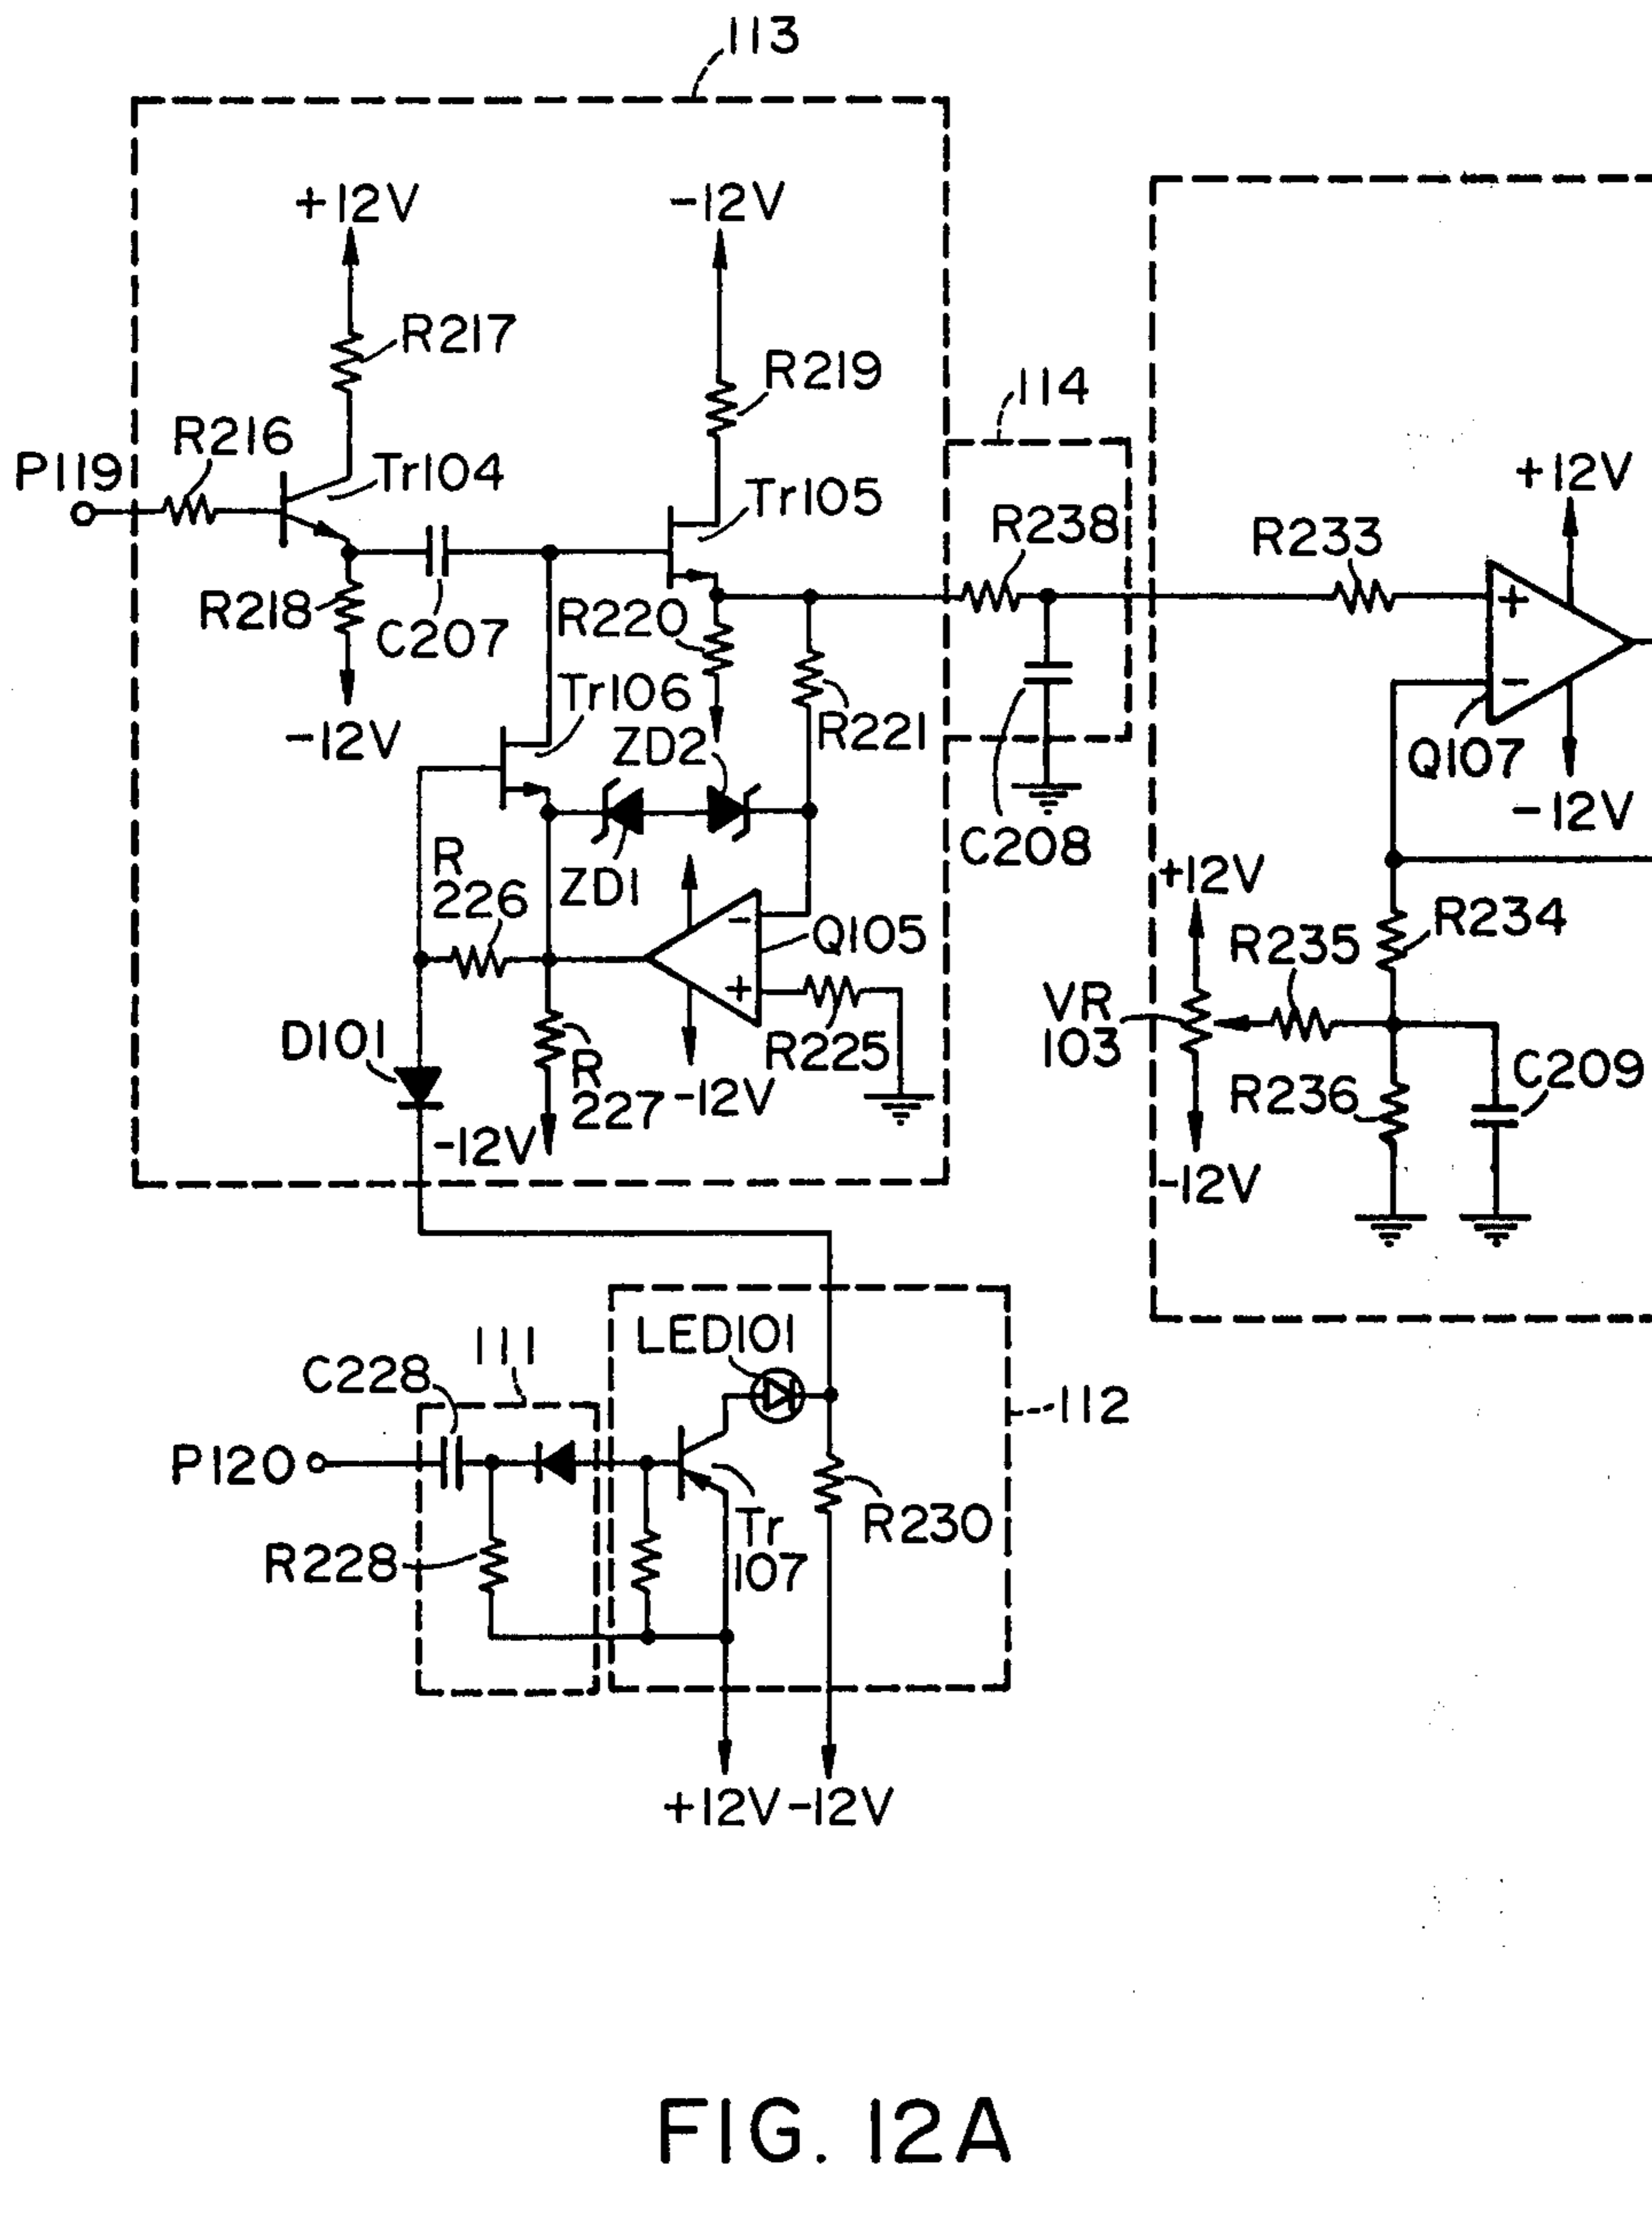 113
+12V
-12V
R217
R219
114
R216
P119
Tr104
Tr105
R238
R233
+12V
R218
C207
R220
+
-
Tr106
-12V
ZD2
R221
Q107
-12V
C208
R
226
ZD1
-
Q105
+12V
R234
R235
+
VR
103
D101
R225
R
227
-12V
R236
C209
-12V
-12V
LED101
111
C228
112
P120
Tr
107
R230
R228
+12V
-12V
FIG. 12A